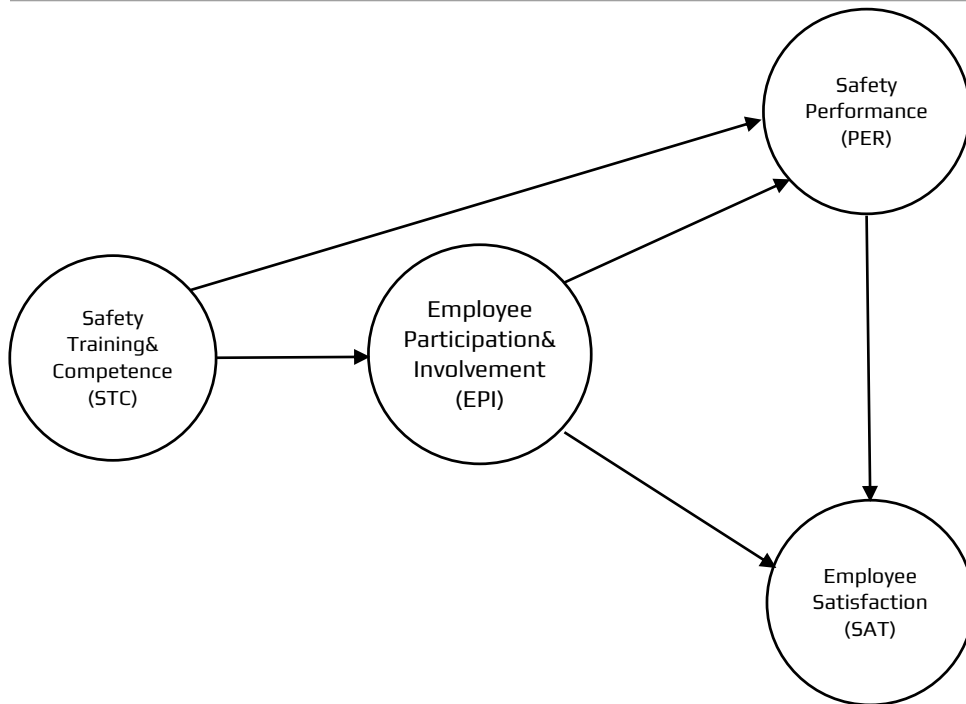 Safety
Performance
(PER)
Safety
Training&
Competence
(STC)
Employee
Participation&
Involvement
(EPI)
Employee
Satisfaction
(SAT)